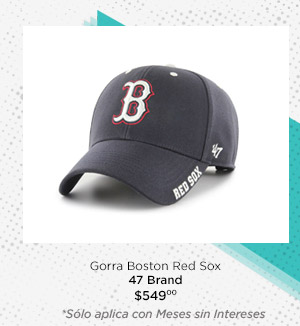 B
47
RED SOX
Gorra Boston Red Sox
47 Brand
$549⁰⁰
*Sólo aplica con Meses sin Intereses